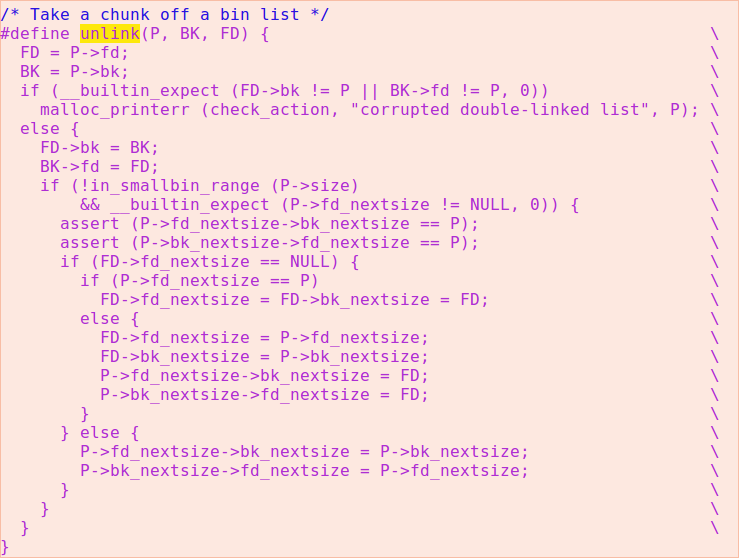 /* Take a chunk off a bin list */
#define unlink(P, BK, FD) {                                            \
  FD = P->fd;                                                          \
  BK = P->bk;                                                          \
  if (__builtin_expect (FD->bk != P || BK->fd != P, 0))                \
    malloc_printerr (check_action, "corrupted double-linked list", P); \
  else {                                                               \
    FD->bk = BK;                                                       \
    BK->fd = FD;                                                       \
    if (!in_smallbin_range (P->size)                                   \
        && __builtin_expect (P->fd_nextsize != NULL, 0)) {             \
      assert (P->fd_nextsize->bk_nextsize == P);                       \
      assert (P->bk_nextsize->fd_nextsize == P);                       \
      if (FD->fd_nextsize == NULL) {                                   \
        if (P->fd_nextsize == P)                                       \
          FD->fd_nextsize = FD->bk_nextsize = FD;                      \
        else {                                                         \
          FD->fd_nextsize = P->fd_nextsize;                            \
          FD->bk_nextsize = P->bk_nextsize;                            \
          P->fd_nextsize->bk_nextsize = FD;                            \
          P->bk_nextsize->fd_nextsize = FD;                            \
        }                                                              \
      } else {                                                         \
        P->fd_nextsize->bk_nextsize = P->bk_nextsize;                  \
        P->bk_nextsize->fd_nextsize = P->fd_nextsize;                  \
      }                                                                \
    }                                                                  \
  }                                                                    \
}